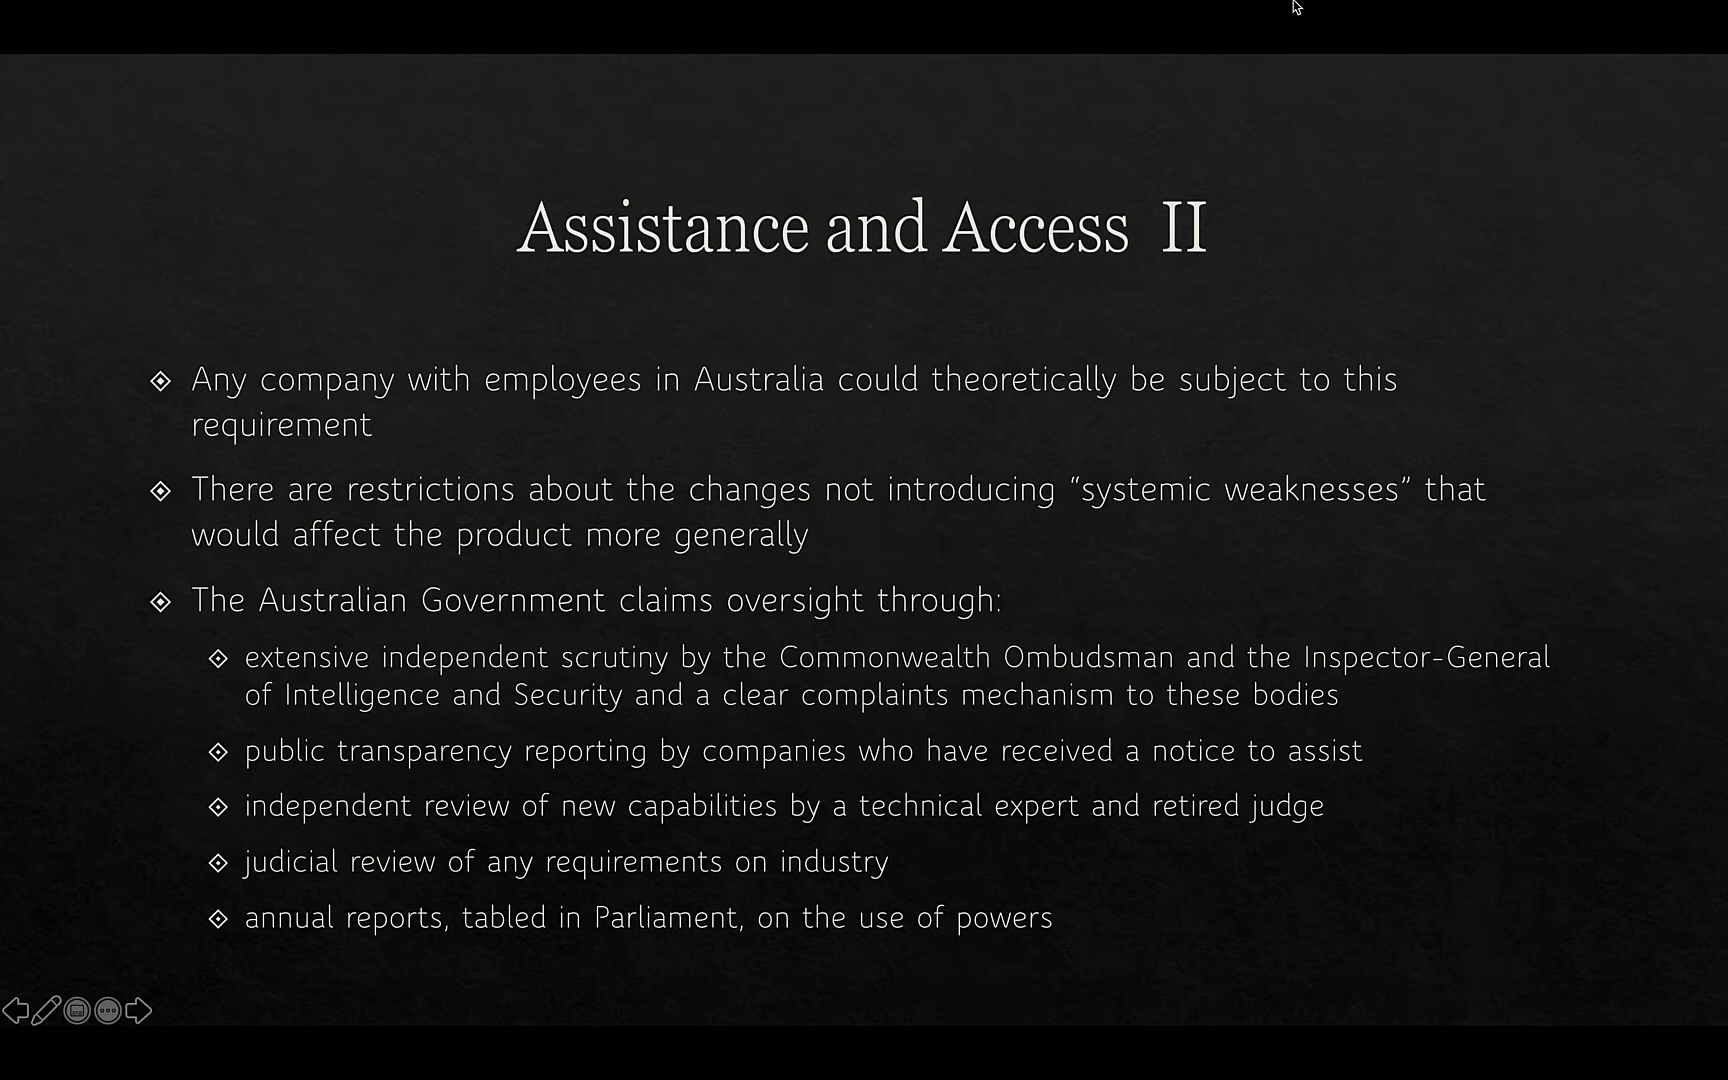 Assistance and Access II
Any company with employees in Australia could theoretically be subject to this
requirement
There are restrictions about the changes not introducing “systemic weaknesses” that
would affect the product more generally
The Australian Government claims oversight through:
extensive independent scrutiny by the Commonwealth Ombudsman and the Inspector-General
of Intelligence and Security and a clear complaints mechanism to these bodies
public transparency reporting by companies who have received a notice to assist
independent review of new capabilities by a technical expert and retired judge
judicial review of any requirements on industry
annual reports, tabled in Parliament, on the use of powers